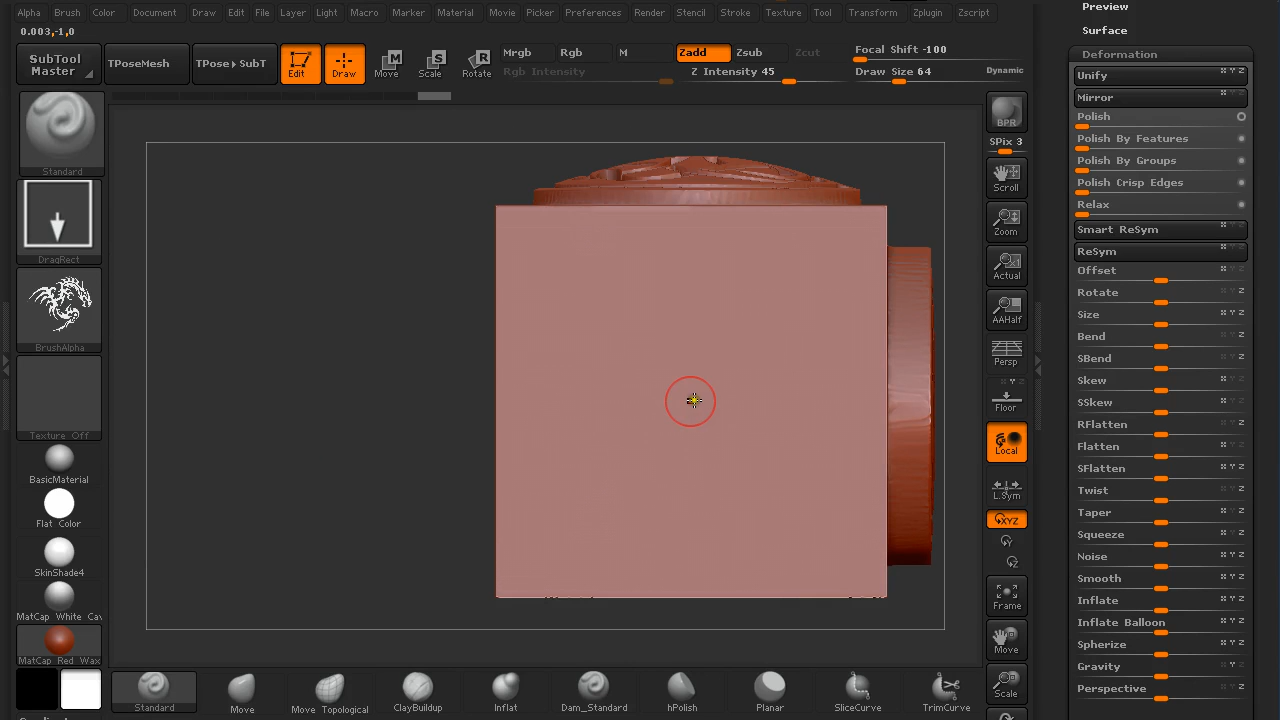 Alpha Brush Color Document Draw Edit File Layer Light Macro Marker Material Movie Picker Preferences Render Stencil Stroke Texture Tool Transform Zplugin Zscript
0.003,-1,0
SubTool
Master
TPoseMesh
TPose▸SubT
Edit
Draw
Move
Scale
Rotate
Mrgb Rgb M Zadd Zsub Zcut
Rgb Intensity
Z Intensity 45
Focal Shift -100
Draw Size 64
Dynamic
Standard
DragRect
BrushAlpha
Texture Off
BasicMaterial
Flat Color
SkinShade4
MatCap White Cav
MatCap Red Wax
BPR
SPix 3
Scroll
Zoom
Actual
AAHalf
Persp
Floor
Local
L.Sym
XYZ
Y
Z
Frame
Move
Scale
Preview
Surface
Deformation
Unify
Mirror
Polish
Polish By Features
Polish By Groups
Polish Crisp Edges
Relax
Smart ReSym
ReSym
Offset
Rotate
Size
Bend
SBend
Skew
SSkew
RFlatten
Flatten
SFlatten
Twist
Taper
Squeeze
Noise
Smooth
Inflate
Inflate Balloon
Spherize
Gravity
Perspective
Standard
Move
Move Topological
ClayBuildup
Inflat
Dam_Standard
hPolish
Planar
SliceCurve
TrimCurve